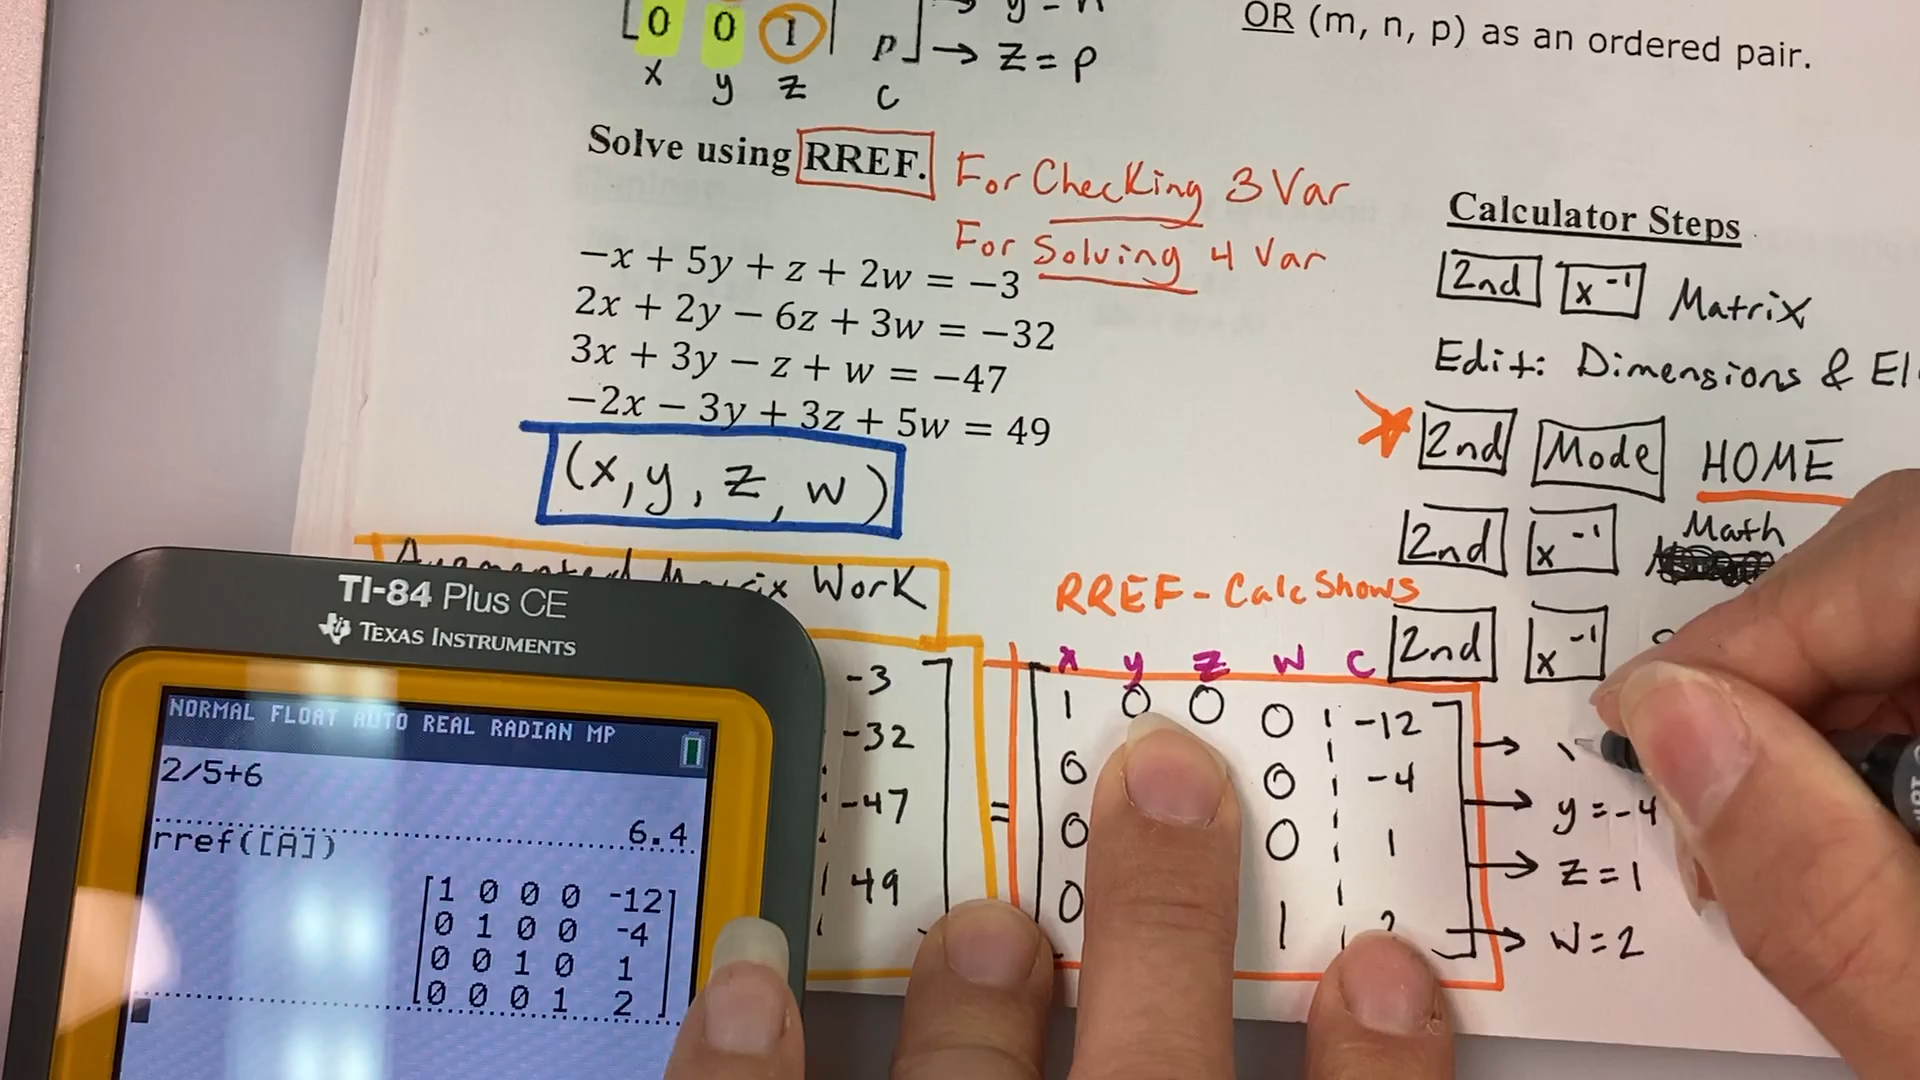 [0 0 1 | p] → z = p
x y z c
OR (m, n, p) as an ordered pair.
Solve using RREF.
For Checking 3 Var
For Solving 4 Var
−x + 5y + z + 2w = −3
2x + 2y − 6z + 3w = −32
3x + 3y − z + w = −47
−2x − 3y + 3z + 5w = 49
(x, y, z, w)
Calculator Steps
2nd x⁻¹ Matrix
Edit: Dimensions & El
2nd Mode HOME
2nd x⁻¹ Math
2nd x⁻¹
Work
-3
-32
-47
49
=
RREF - Calc Shows
x y z w c
1 0 0 0 -12 →
0 0 -4 → y = -4
0 0 1 → z = 1
0 1 → w = 2
TI-84 Plus CE
TEXAS INSTRUMENTS
NORMAL FLOAT AUTO REAL RADIAN MP
2/5+6
6.4
rref([A])
[1 0 0 0 -12]
[0 1 0 0 -4]
[0 0 1 0 1]
[0 0 0 1 2]